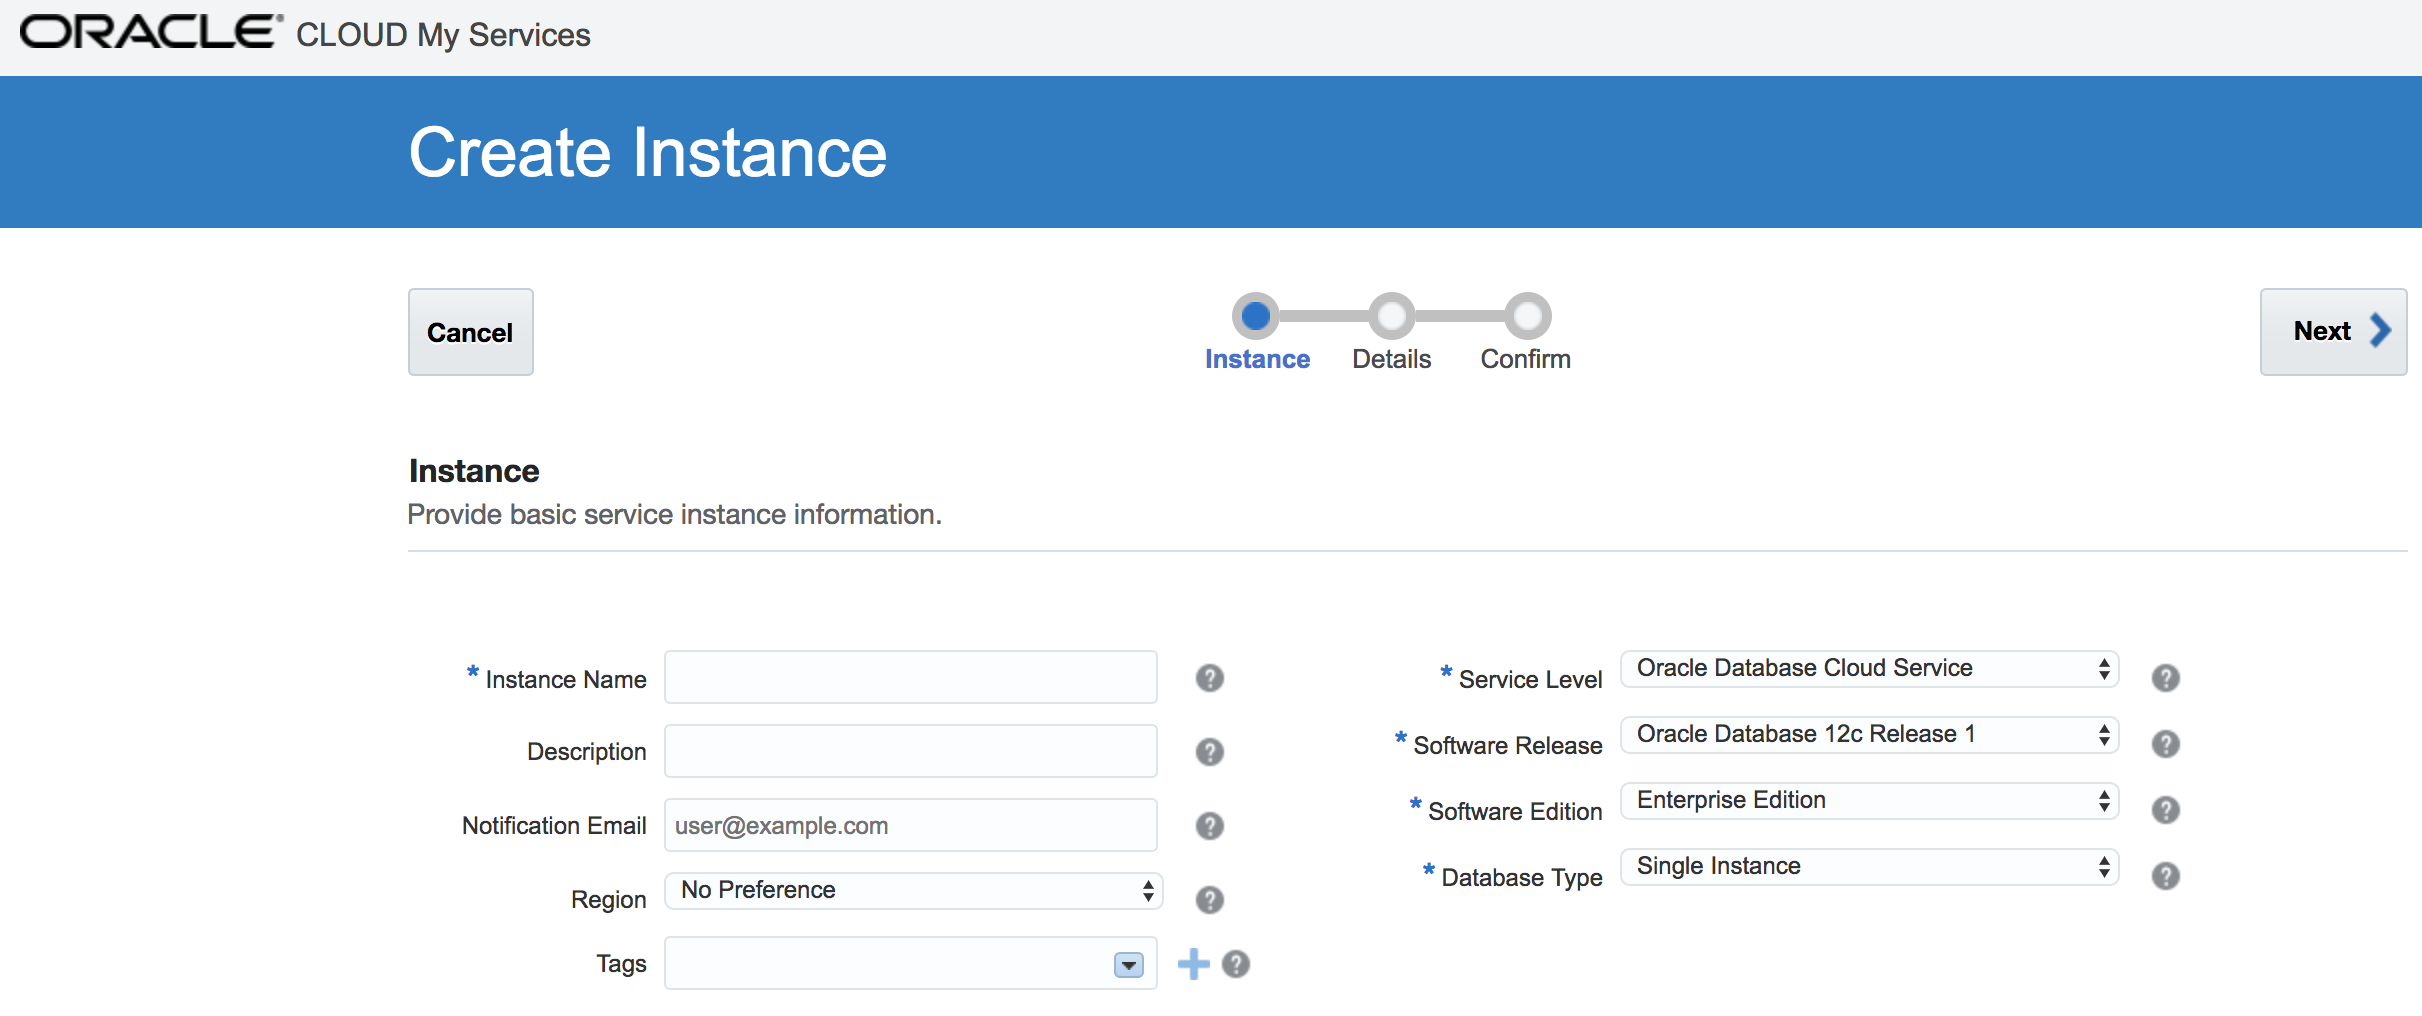 ORACLE® CLOUD My Services
Create Instance
Cancel
Instance
Details
Confirm
Next
Instance
Provide basic service instance information.
* Instance Name
Description
Notification Email
user@example.com
Region
No Preference
Tags
* Service Level
Oracle Database Cloud Service
* Software Release
Oracle Database 12c Release 1
* Software Edition
Enterprise Edition
* Database Type
Single Instance